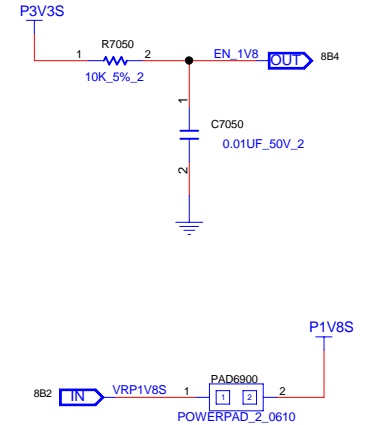 P3V3S
R7050
1 2 EN_1V8 OUT 8B4
10K_5%_2
1
C7050
0.01UF_50V_2
2
P1V8S
PAD6900
8B2 IN VRP1V8S 1 1 2 2
POWERPAD_2_0610